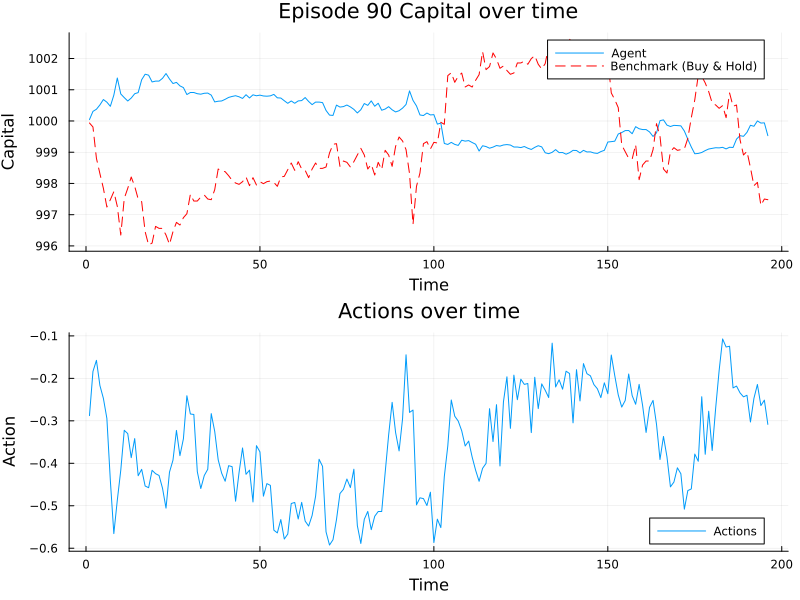 Episode 90 Capital over time
Capital
1002
1001
1000
999
998
997
996
Agent
Benchmark (Buy & Hold)
0
50
100
150
200
Time
Actions over time
Action
−0.1
−0.2
−0.3
−0.4
−0.5
−0.6
Actions
0
50
100
150
200
Time